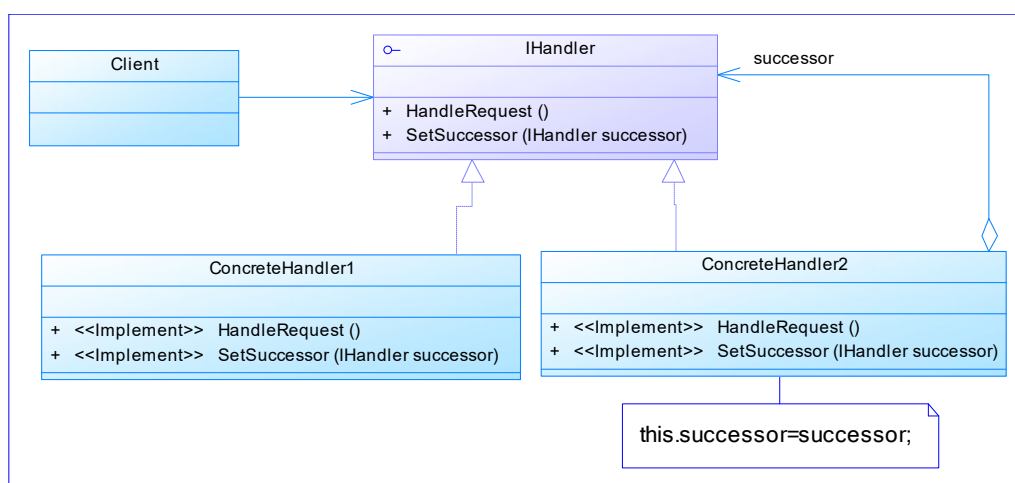 Client
IHandler
+ HandleRequest ()
+ SetSuccessor (IHandler successor)
successor
ConcreteHandler1
+ <<Implement>> HandleRequest ()
+ <<Implement>> SetSuccessor (IHandler successor)
ConcreteHandler2
+ <<Implement>> HandleRequest ()
+ <<Implement>> SetSuccessor (IHandler successor)
this.successor=successor;